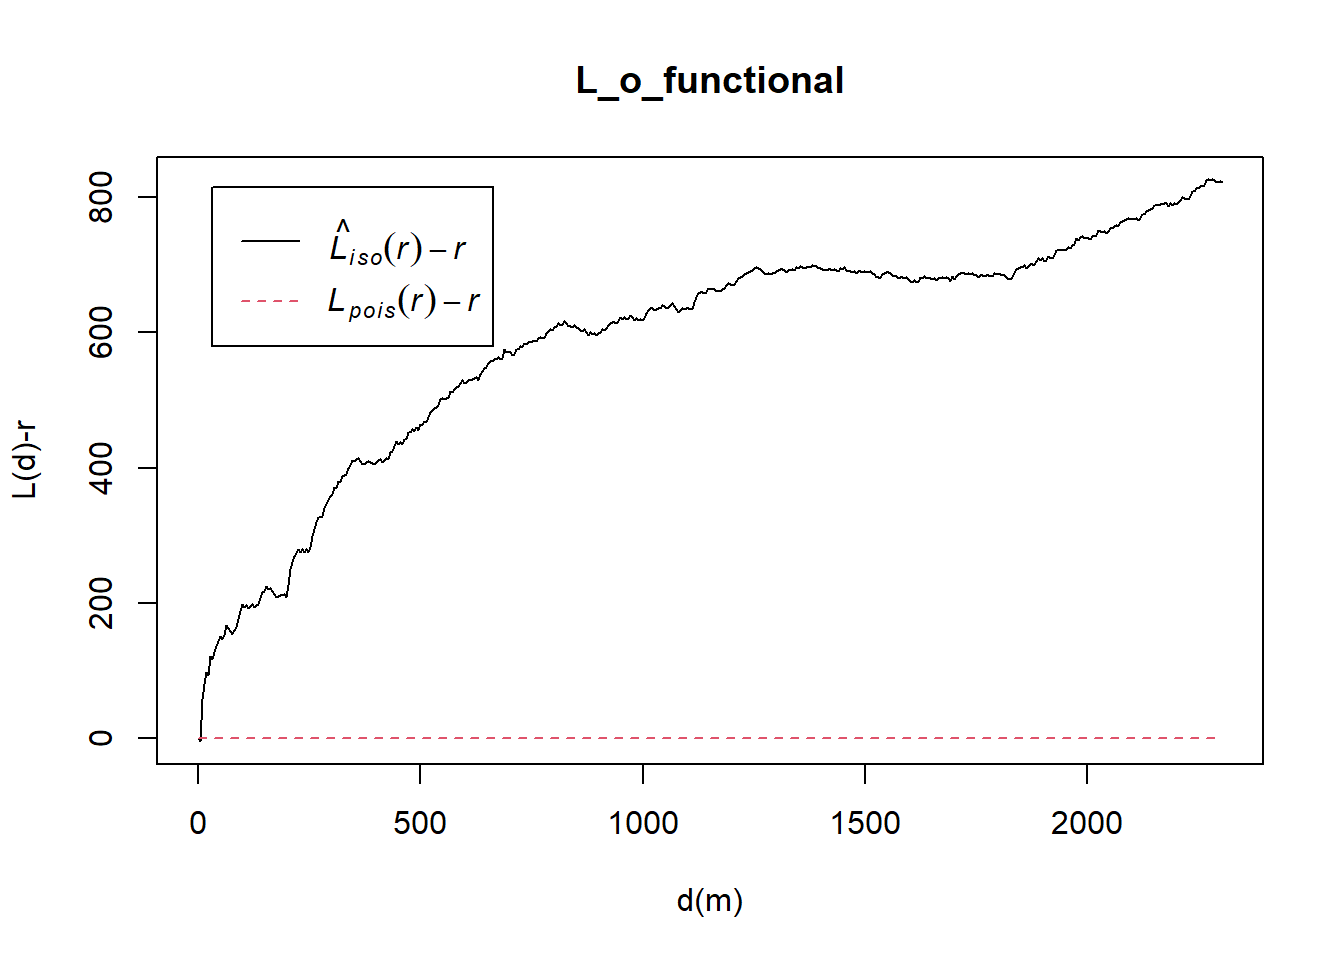 L_o_functional
L̂iso(r) − r
Lpois(r) − r
L(d)-r
0
200
400
600
800
0 500 1000 1500 2000
d(m)